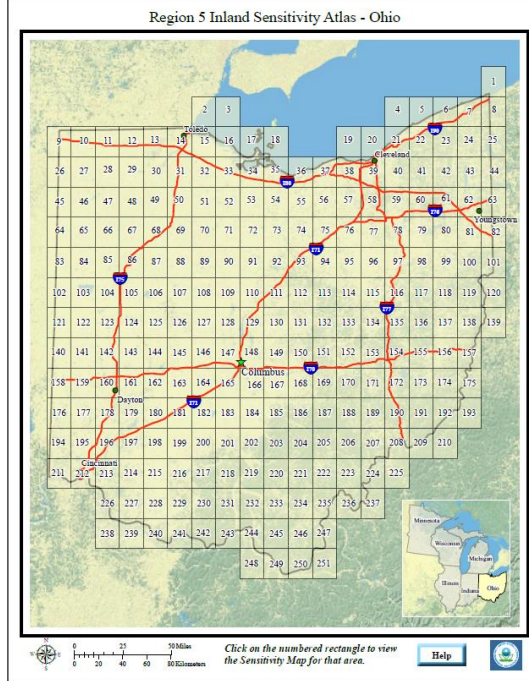 Region 5 Inland Sensitivity Atlas - Ohio
1
2 3 4 5 6 7 8
Toledo
9 10 11 12 13 14 15 16 17 18 19 20 21 22 23 24 25
Cleveland
26 27 28 29 30 31 32 33 34 35 36 37 38 39 40 41 42 43 44
45 46 47 48 49 50 51 52 53 54 55 56 57 58 59 60 61 62 63
Youngstown
64 65 66 67 68 69 70 71 72 73 74 75 76 77 78 79 80 81 82
83 84 85 86 87 88 89 90 91 92 93 94 95 96 97 98 99 100 101
102 103 104 105 106 107 108 109 110 111 112 113 114 115 116 117 118 119 120
121 122 123 124 125 126 127 128 129 130 131 132 133 134 135 136 137 138 139
140 141 142 143 144 145 146 147 148 149 150 151 152 153 154 155 156 157
Columbus
158 159 160 161 162 163 164 165 166 167 168 169 170 171 172 173 174 175
Dayton
176 177 178 179 180 181 182 183 184 185 186 187 188 189 190 191 192 193
194 195 196 197 198 199 200 201 202 203 204 205 206 207 208 209 210
Cincinnati
211 212 213 214 215 216 217 218 219 220 221 222 223 224 225
226 227 228 229 230 231 232 233 234 235 236 237
238 239 240 241 242 243 244 245 246 247
248 249 250 251
Minnesota
Wisconsin
Michigan
Illinois
Indiana
Ohio
0 25 50 Miles
0 20 40 60 80 Kilometers
Click on the numbered rectangle to view
the Sensitivity Map for that area.
Help